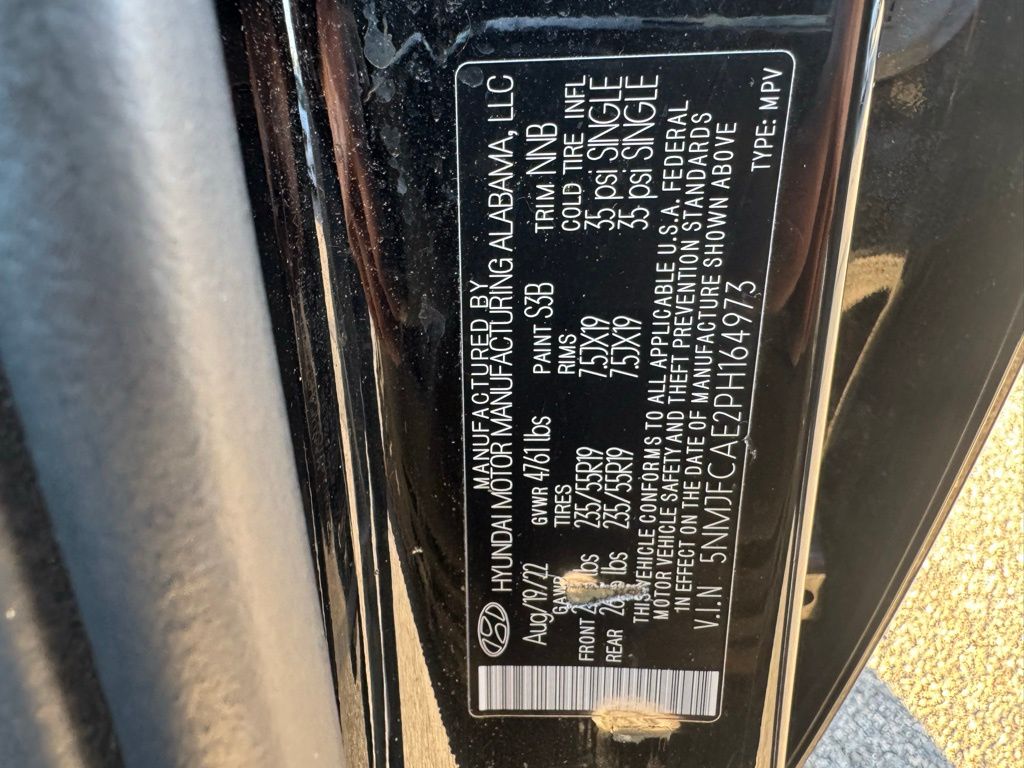 MANUFACTURED BY
HYUNDAI MOTOR MANUFACTURING ALABAMA, LLC
Aug/19/22 GVWR 4761 lbs PAINT S3B TRIM NNB
GAWR TIRES RIMS COLD TIRE INFL
FRONT lbs 235/55R19 7.5JX19 35 psi SINGLE
REAR lbs 235/55R19 7.5JX19 35 psi SINGLE
THIS VEHICLE CONFORMS TO ALL APPLICABLE U.S.A. FEDERAL
MOTOR VEHICLE SAFETY AND THEFT PREVENTION STANDARDS
IN EFFECT ON THE DATE OF MANUFACTURE SHOWN ABOVE
V.I.N 5NMJFCAE2PH164973 TYPE: MPV